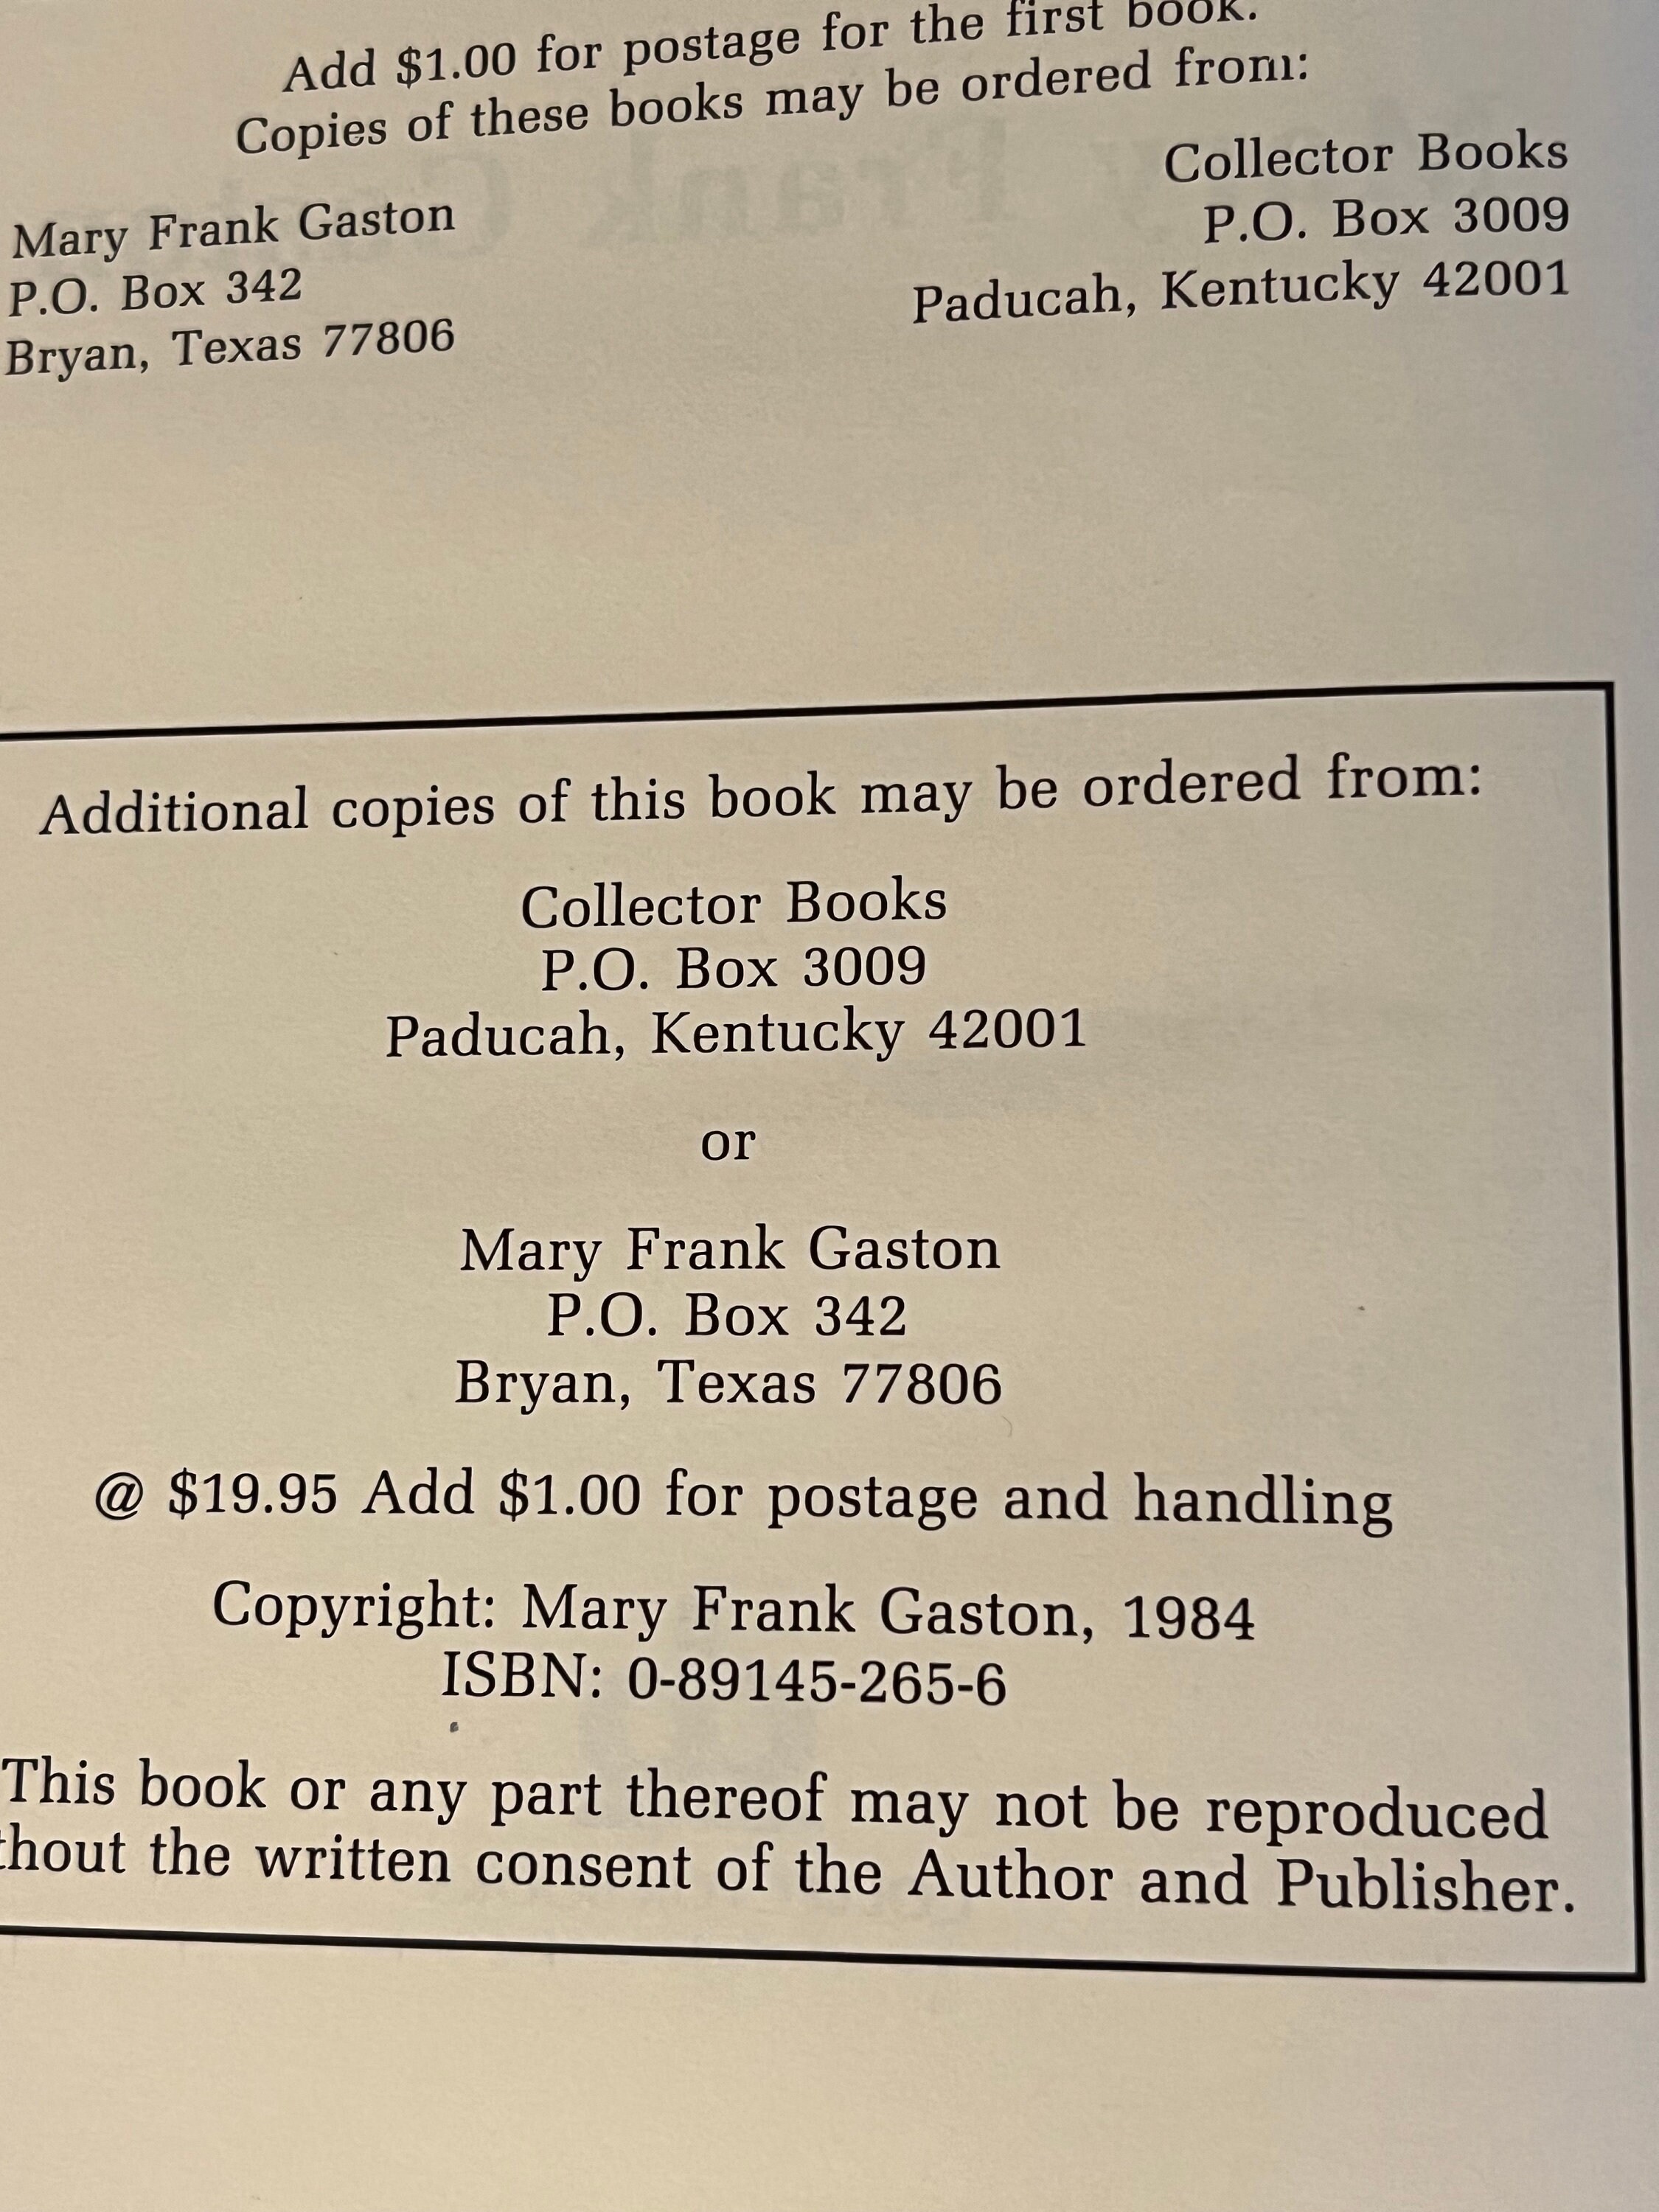 Add $1.00 for postage for the first book.
Copies of these books may be ordered from:
Mary Frank Gaston
P.O. Box 342
Bryan, Texas 77806
Collector Books
P.O. Box 3009
Paducah, Kentucky 42001
Additional copies of this book may be ordered from:
Collector Books
P.O. Box 3009
Paducah, Kentucky 42001
or
Mary Frank Gaston
P.O. Box 342
Bryan, Texas 77806
@ $19.95 Add $1.00 for postage and handling
Copyright: Mary Frank Gaston, 1984
ISBN: 0-89145-265-6
This book or any part thereof may not be reproduced
thout the written consent of the Author and Publisher.